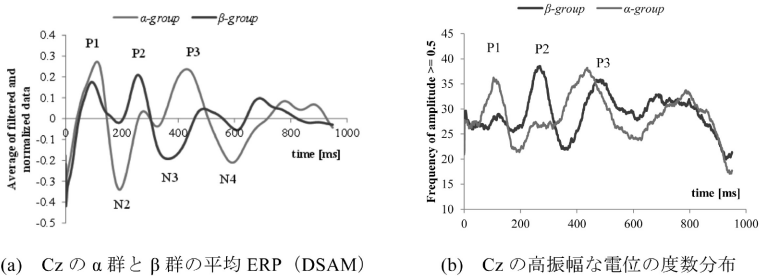 α-group β-group
P1 P2 P3
0.4
0.3
0.2
0.1
0
-0.1
-0.2
-0.3
-0.4
-0.5
0 200 400 600 800 1000
time [ms]
N2 N3 N4
Average of filtered and
normalized data
(a) Cz の α 群と β 群の平均 ERP（DSAM）
β-group α-group
P1 P2 P3
45
40
35
30
25
20
15
10
0 200 400 600 800 1000
time [ms]
Frequency of amplitude >= 0.5
(b) Cz の高振幅な電位の度数分布